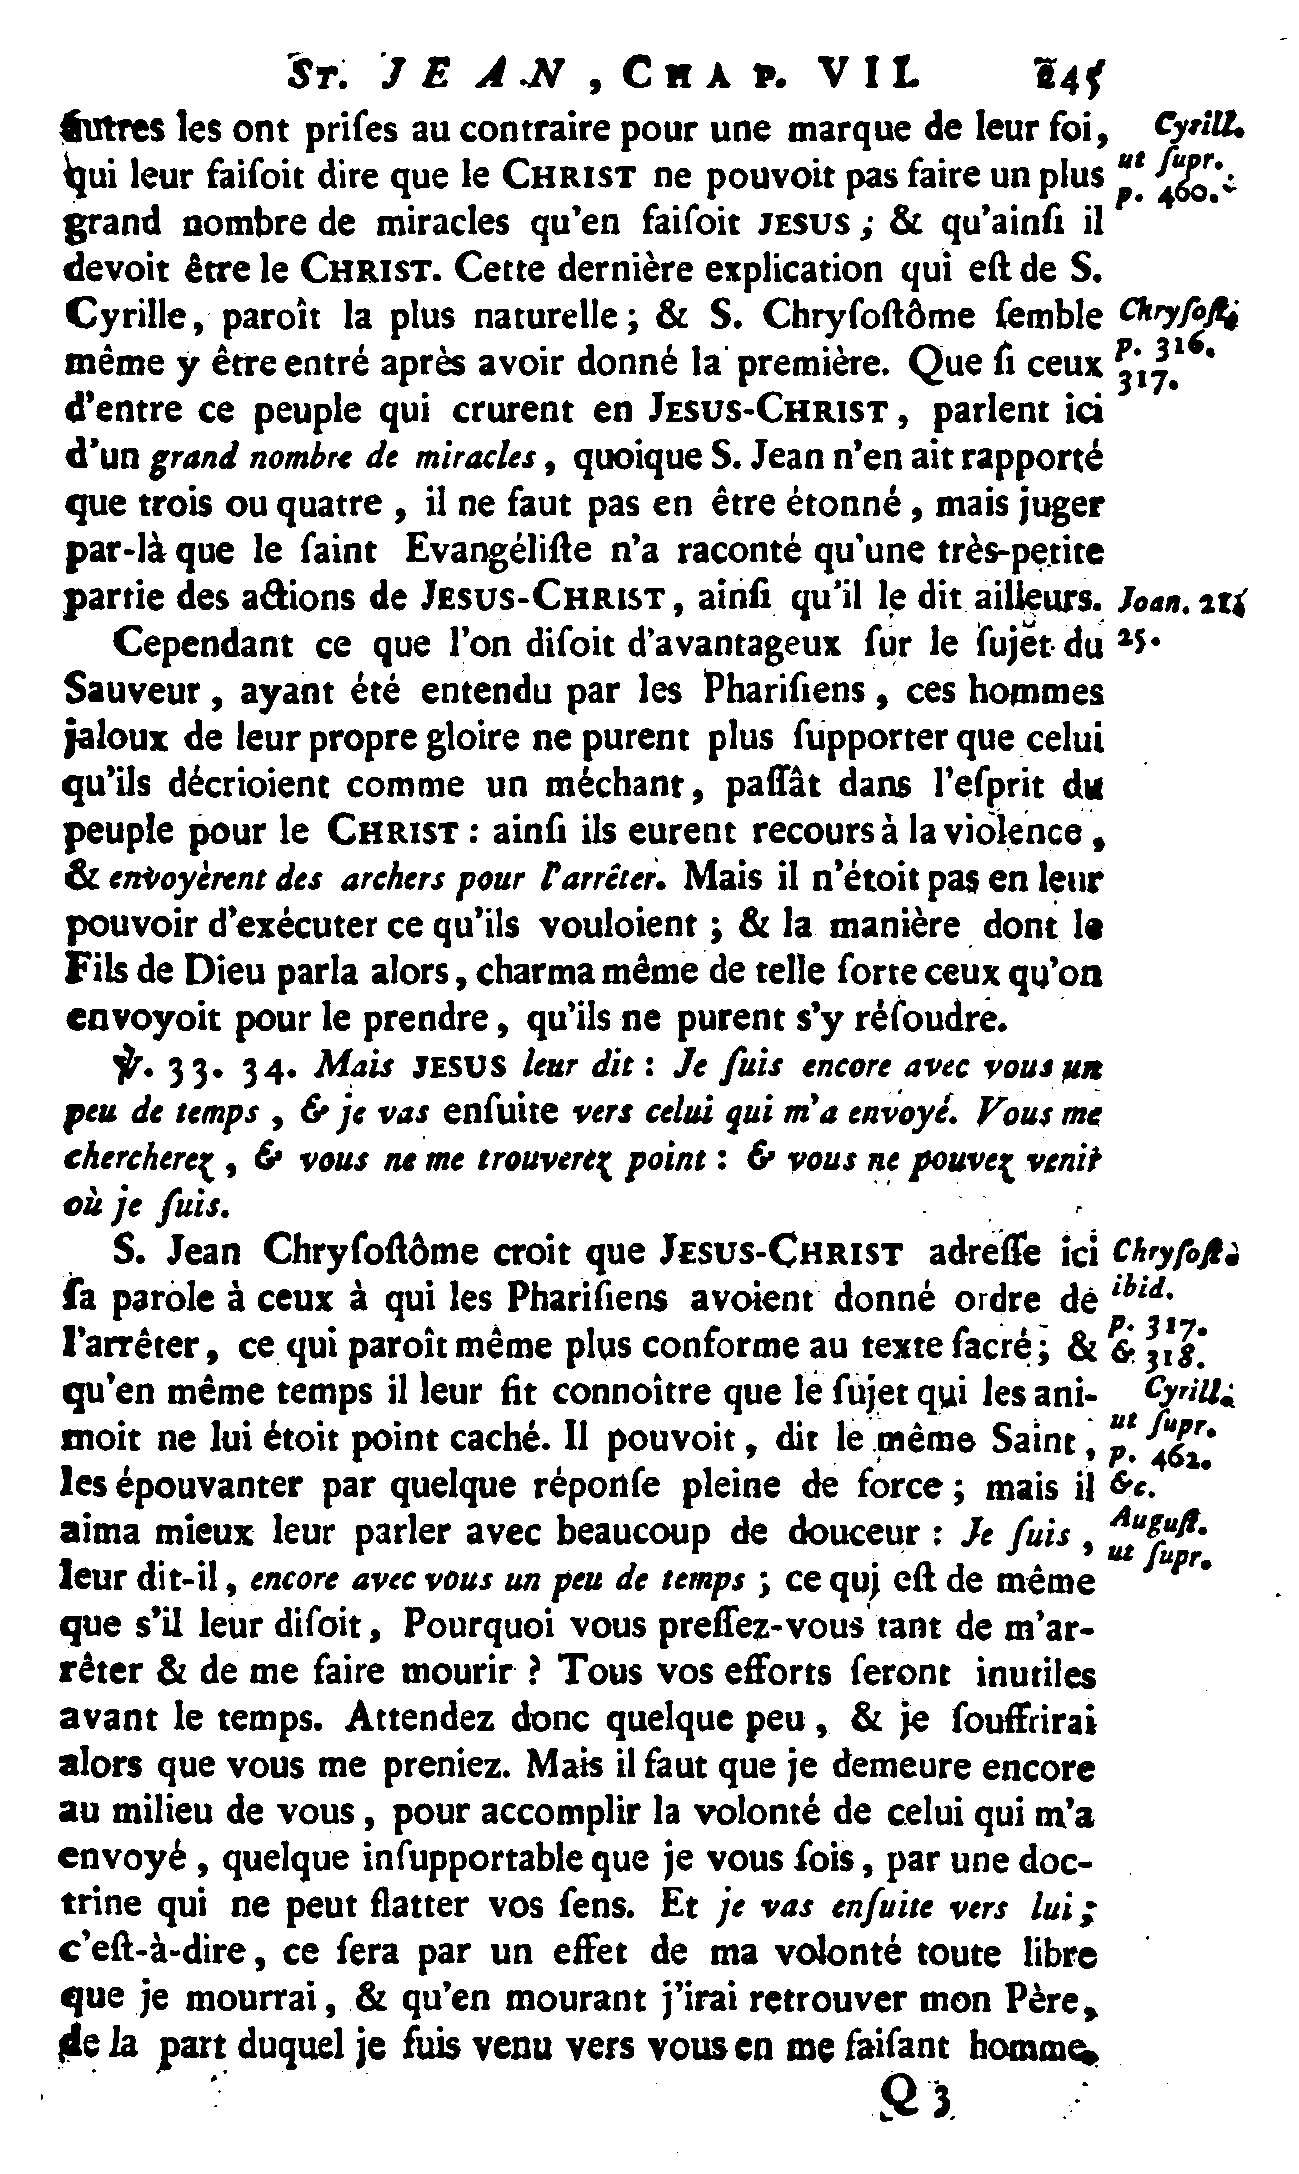 St. JEAN, CHAP. VII. 245
autres les ont priſes au contraire pour une marque de leur foi,
qui leur faiſoit dire que le CHRIST ne pouvoit pas faire un plus
grand nombre de miracles qu'en faiſoit JESUS ; & qu'ainſi il
devoit être le CHRIST. Cette dernière explication qui eſt de S.
Cyrille, paroît la plus naturelle ; & S. Chryſoſtôme ſemble
même y être entré après avoir donné la première. Que ſi ceux
d'entre ce peuple qui crurent en JESUS-CHRIST, parlent ici
d'un grand nombre de miracles, quoique S. Jean n'en ait rapporté
que trois ou quatre, il ne faut pas en être étonné, mais juger
par-là que le ſaint Evangéliſte n'a raconté qu'une très-petite
partie des actions de JESUS-CHRIST, ainſi qu'il le dit ailleurs.
Cependant ce que l'on diſoit d'avantageux ſur le ſujet du
Sauveur, ayant été entendu par les Phariſiens, ces hommes
jaloux de leur propre gloire ne purent plus ſupporter que celui
qu'ils décrioient comme un méchant, paſſât dans l'eſprit du
peuple pour le CHRIST : ainſi ils eurent recours à la violence,
& envoyèrent des archers pour l'arrêter. Mais il n'étoit pas en leur
pouvoir d'exécuter ce qu'ils vouloient ; & la manière dont le
Fils de Dieu parla alors, charma même de telle ſorte ceux qu'on
envoyoit pour le prendre, qu'ils ne purent s'y réſoudre.
℣. 33. 34. Mais JESUS leur dit : Je ſuis encore avec vous un
peu de temps, & je vas enſuite vers celui qui m'a envoyé. Vous me
chercherez, & vous ne me trouverez point : & vous ne pouvez venir
où je ſuis.
S. Jean Chryſoſtôme croit que JESUS-CHRIST adreſſe ici
ſa parole à ceux à qui les Phariſiens avoient donné ordre de
l'arrêter, ce qui paroît même plus conforme au texte ſacré ; &
qu'en même temps il leur fit connoître que le ſujet qui les ani-
moit ne lui étoit point caché. Il pouvoit, dit le même Saint,
les épouvanter par quelque réponſe pleine de force ; mais il
aima mieux leur parler avec beaucoup de douceur : Je ſuis,
leur dit-il, encore avec vous un peu de temps ; ce qui eſt de même
que s'il leur diſoit, Pourquoi vous preſſez-vous tant de m'ar-
rêter & de me faire mourir ? Tous vos efforts ſeront inutiles
avant le temps. Attendez donc quelque peu, & je ſouffrirai
alors que vous me preniez. Mais il faut que je demeure encore
au milieu de vous, pour accomplir la volonté de celui qui m'a
envoyé, quelque inſupportable que je vous ſois, par une doc-
trine qui ne peut flatter vos ſens. Et je vas enſuite vers lui ;
c'eſt-à-dire, ce ſera par un effet de ma volonté toute libre
que je mourrai, & qu'en mourant j'irai retrouver mon Père,
de la part duquel je ſuis venu vers vous en me faiſant homme.
Q 3
Cyrill.
ut ſupr.
p. 460.
Chryſoſt.
p. 316.
317.
Joan. 21.
25.
Chryſoſt.
ibid.
p. 317.
& 318.
Cyrill.
ut ſupr.
p. 462.
&c.
Auguſt.
ut ſupr.